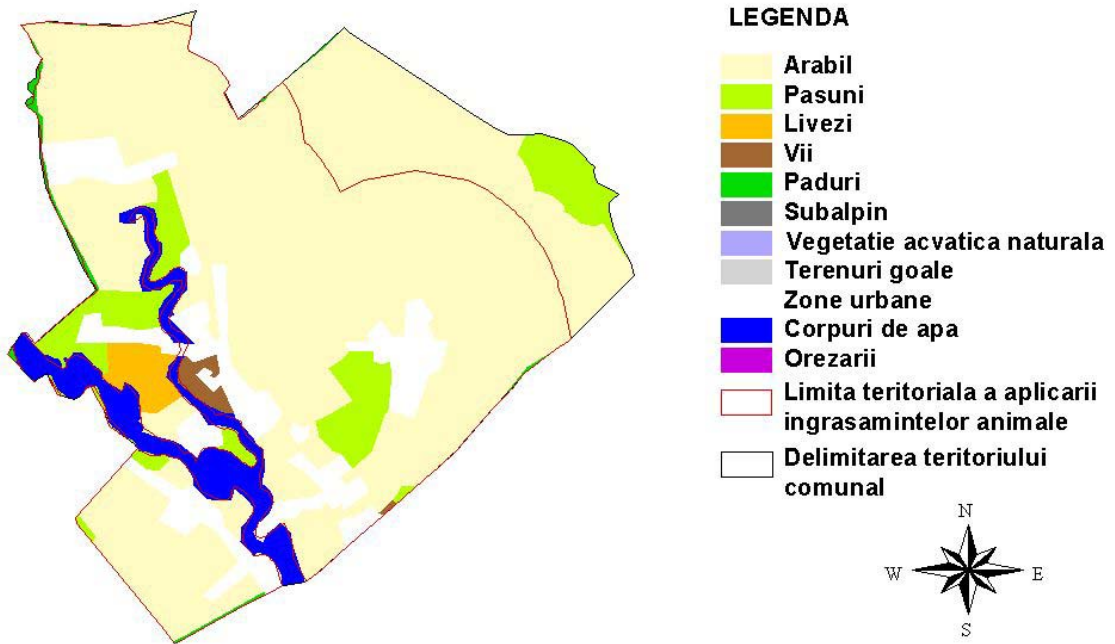 LEGENDA
Arabil
Pasuni
Livezi
Vii
Paduri
Subalpin
Vegetatie acvatica naturala
Terenuri goale
Zone urbane
Corpuri de apa
Orezarii
Limita teritoriala a aplicarii
ingrasamintelor animale
Delimitarea teritoriului
comunal
N
W E
S